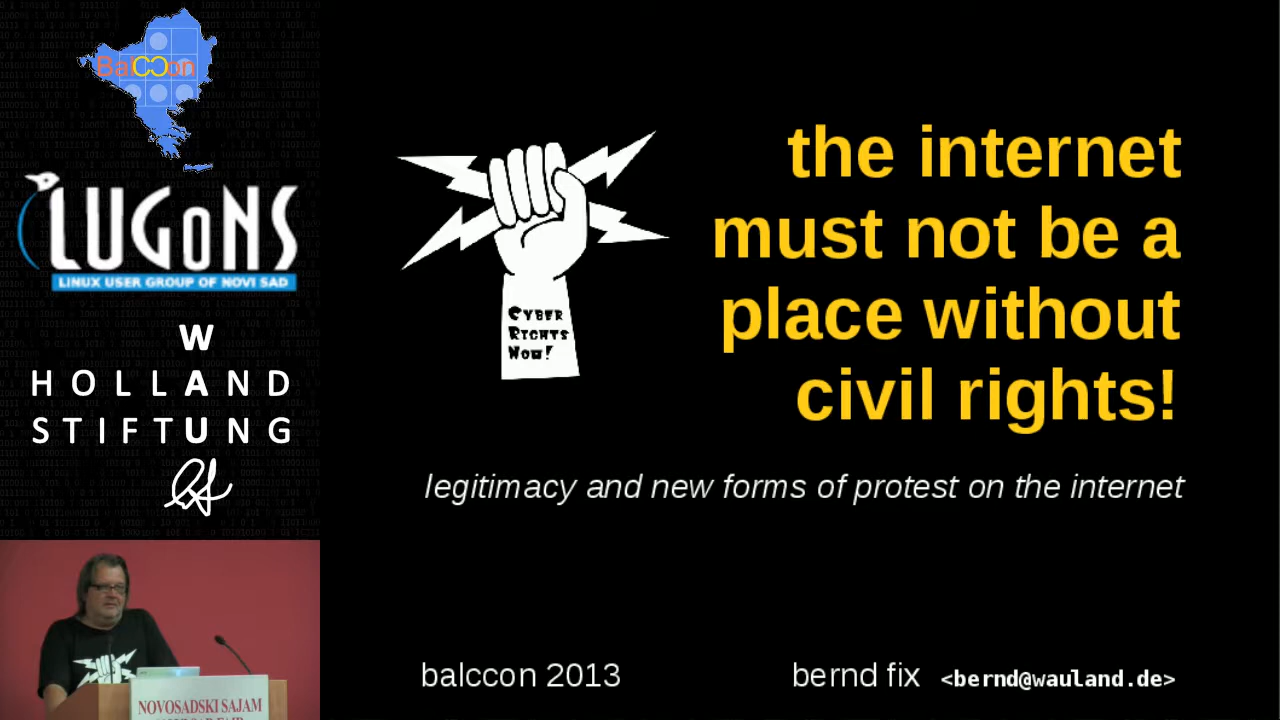 BalCCon
LUGoNS
LINUX USER GROUP OF NOVI SAD
W
HOLLAND
STIFTUNG
CYBER
RIGHTS
NOW!
the internet
must not be a
place without
civil rights!
legitimacy and new forms of protest on the internet
balccon 2013
bernd fix <bernd@wauland.de>
NOVOSADSKI SAJAM